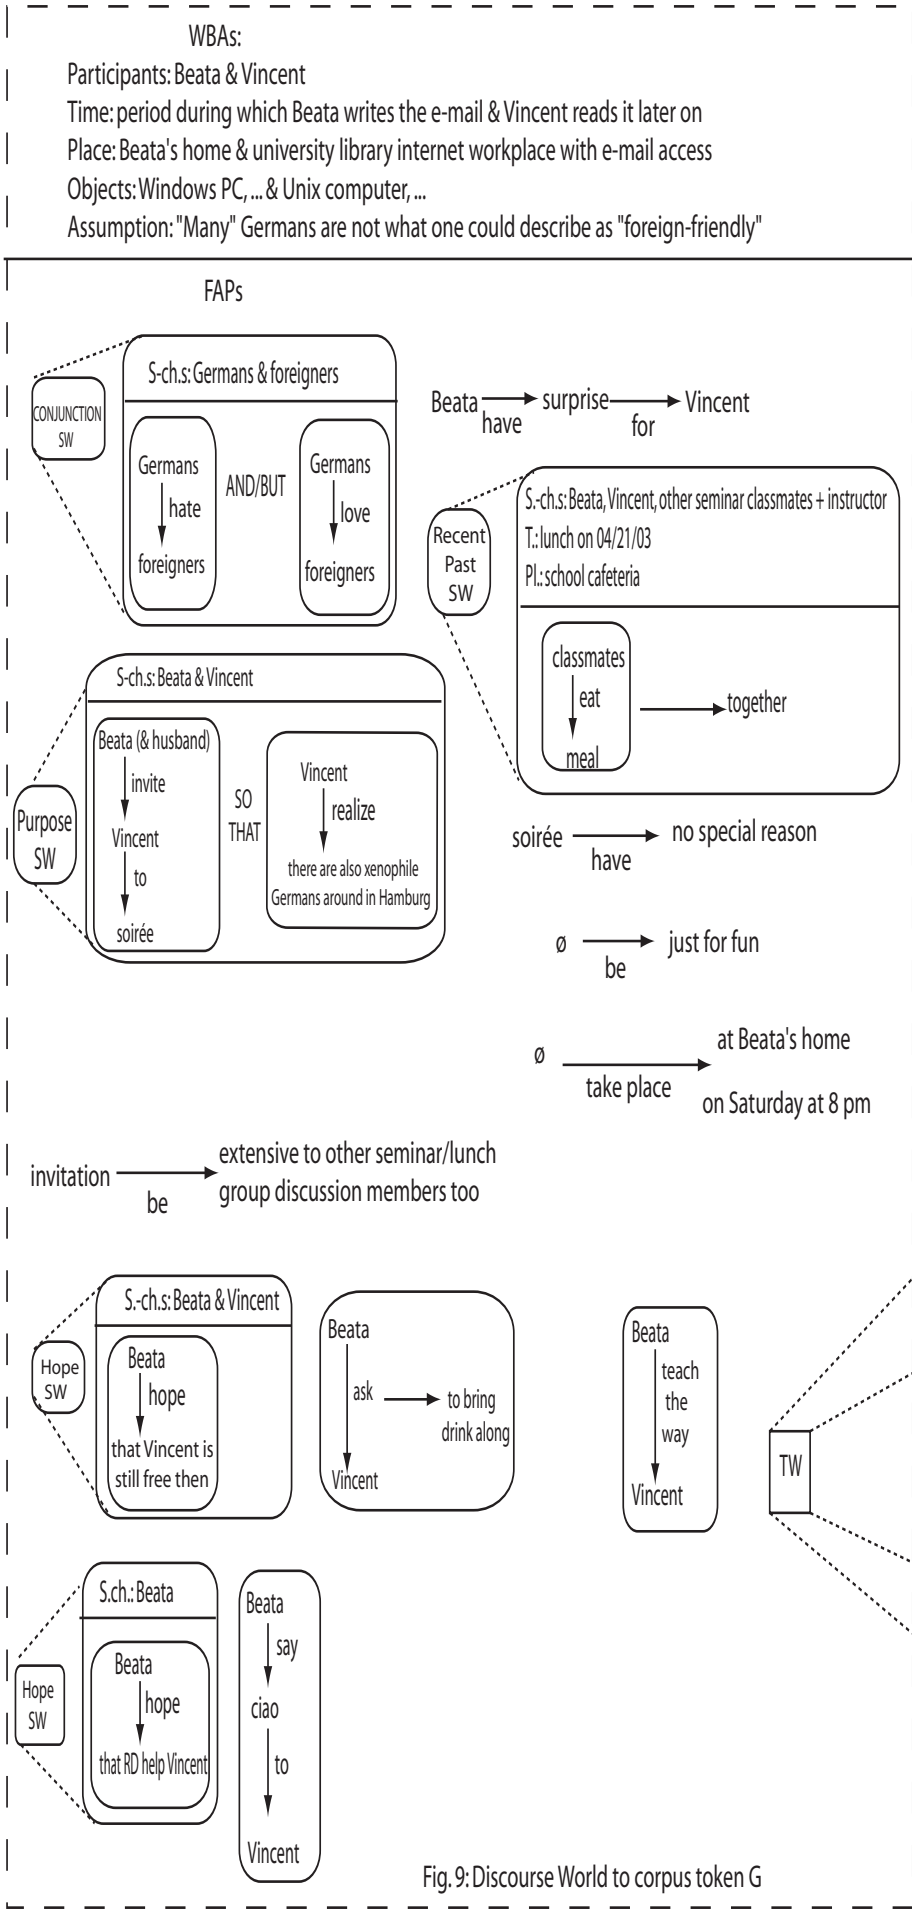 WBAs:
Participants: Beata & Vincent
Time: period during which Beata writes the e-mail & Vincent reads it later on
Place: Beata's home & university library internet workplace with e-mail access
Objects: Windows PC, ... & Unix computer, ...
Assumption: "Many" Germans are not what one could describe as "foreign-friendly"
FAPs
CONJUNCTION
SW
S-ch.s: Germans & foreigners
Germans
hate
foreigners
AND/BUT
Germans
love
foreigners
Beata
have
surprise
for
Vincent
Recent
Past
SW
S.-ch.s: Beata, Vincent, other seminar classmates + instructor
T.: lunch on 04/21/03
Pl.: school cafeteria
classmates
eat
meal
together
Purpose
SW
S-ch.s: Beata & Vincent
Beata (& husband)
invite
Vincent
to
soirée
SO
THAT
Vincent
realize
there are also xenophile
Germans around in Hamburg
soirée
have
no special reason
ø
be
just for fun
ø
take place
at Beata's home
on Saturday at 8 pm
invitation
be
extensive to other seminar/lunch
group discussion members too
Hope
SW
S.-ch.s: Beata & Vincent
Beata
hope
that Vincent is
still free then
Beata
ask
to bring
drink along
Vincent
Beata
teach
the
way
Vincent
TW
Hope
SW
S.ch.: Beata
Beata
hope
that RD help Vincent
Beata
say
ciao
to
Vincent
Fig. 9: Discourse World to corpus token G